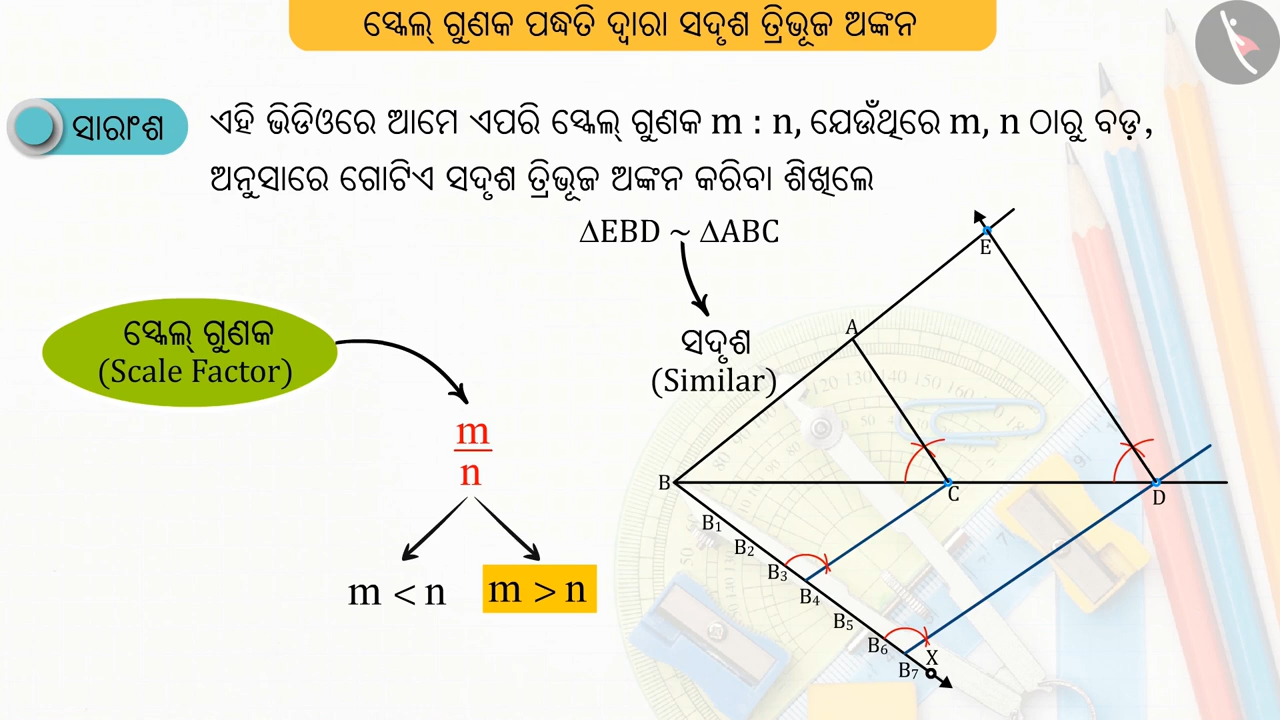 ସ୍କେଲ୍ ଗୁଣକ ପଦ୍ଧତି ଦ୍ୱାରା ସଦୃଶ ତ୍ରିଭୂଜ ଅଙ୍କନ
ସାରାଂଶ
ଏହି ଭିଡିଓରେ ଆମେ ଏପରି ସ୍କେଲ୍ ଗୁଣକ m : n, ଯେଉଁଥିରେ m, n ଠାରୁ ବଡ଼,
ଅନୁସାରେ ଗୋଟିଏ ସଦୃଶ ତ୍ରିଭୂଜ ଅଙ୍କନ କରିବା ଶିଖିଲେ
ΔEBD ~ ΔABC
ସଦୃଶ
(Similar)
ସ୍କେଲ୍ ଗୁଣକ
(Scale Factor)
m
n
m < n
m > n
E
A
B
C
D
B₁
B₂
B₃
B₄
B₅
B₆
B₇
X